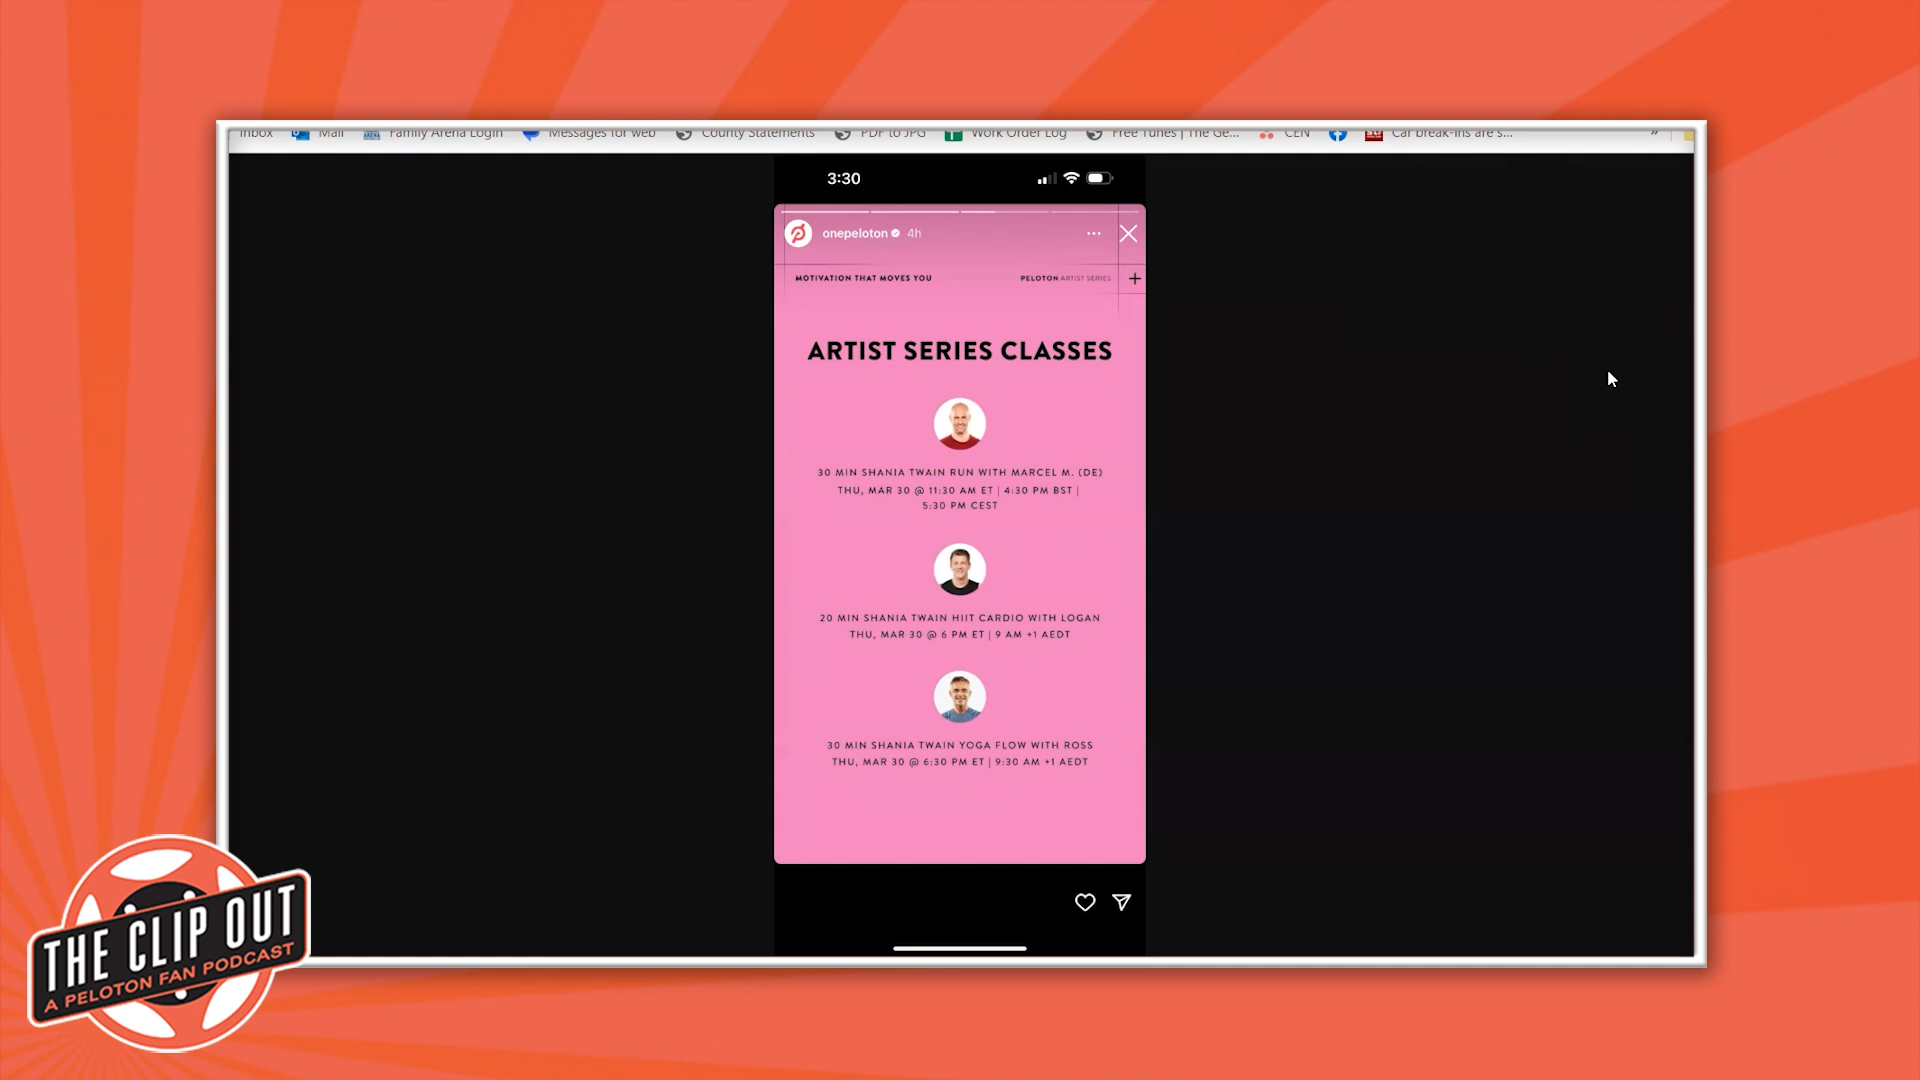 Inbox Mail Family Arena Login Messages for web County Statements PDF to JPG Work Order Log Free Tunes | The Ge... CEN Car break-ins are s... »
3:30
onepeloton 4h
MOTIVATION THAT MOVES YOU PELOTON ARTIST SERIES
ARTIST SERIES CLASSES
30 MIN SHANIA TWAIN RUN WITH MARCEL M. (DE)
THU, MAR 30 @ 11:30 AM ET | 4:30 PM BST |
5:30 PM CEST
20 MIN SHANIA TWAIN HIIT CARDIO WITH LOGAN
THU, MAR 30 @ 6 PM ET | 9 AM +1 AEDT
30 MIN SHANIA TWAIN YOGA FLOW WITH ROSS
THU, MAR 30 @ 6:30 PM ET | 9:30 AM +1 AEDT
THE CLIP OUT
A PELOTON FAN PODCAST